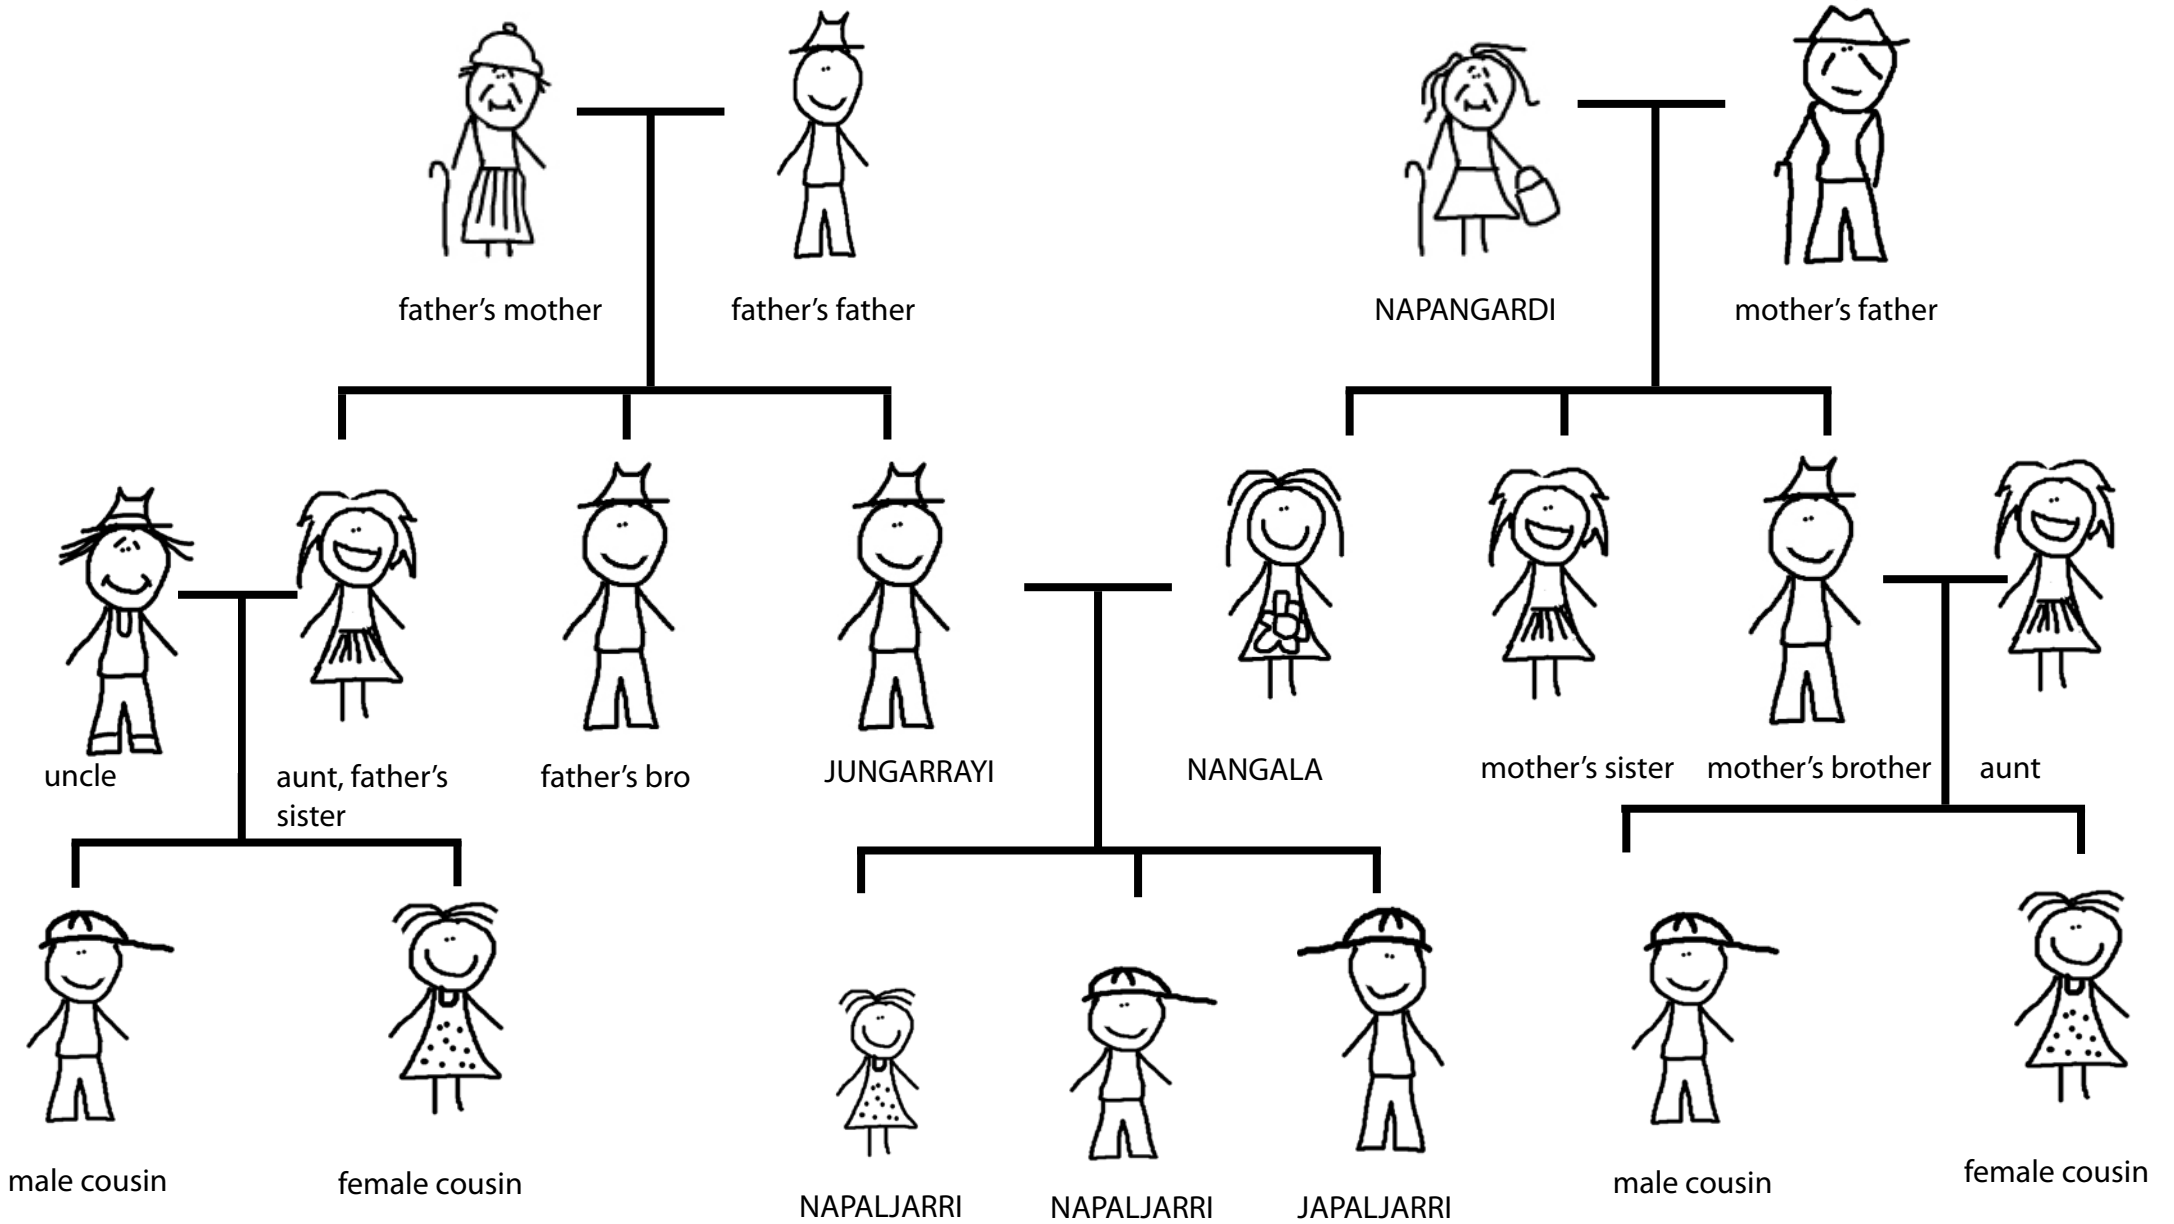 father’s mother
father’s father
NAPANGARDI
mother’s father
uncle
aunt, father’s
sister
father’s bro
JUNGARRAYI
NANGALA
mother’s sister
mother’s brother
aunt
male cousin
female cousin
NAPALJARRI
NAPALJARRI
JAPALJARRI
male cousin
female cousin